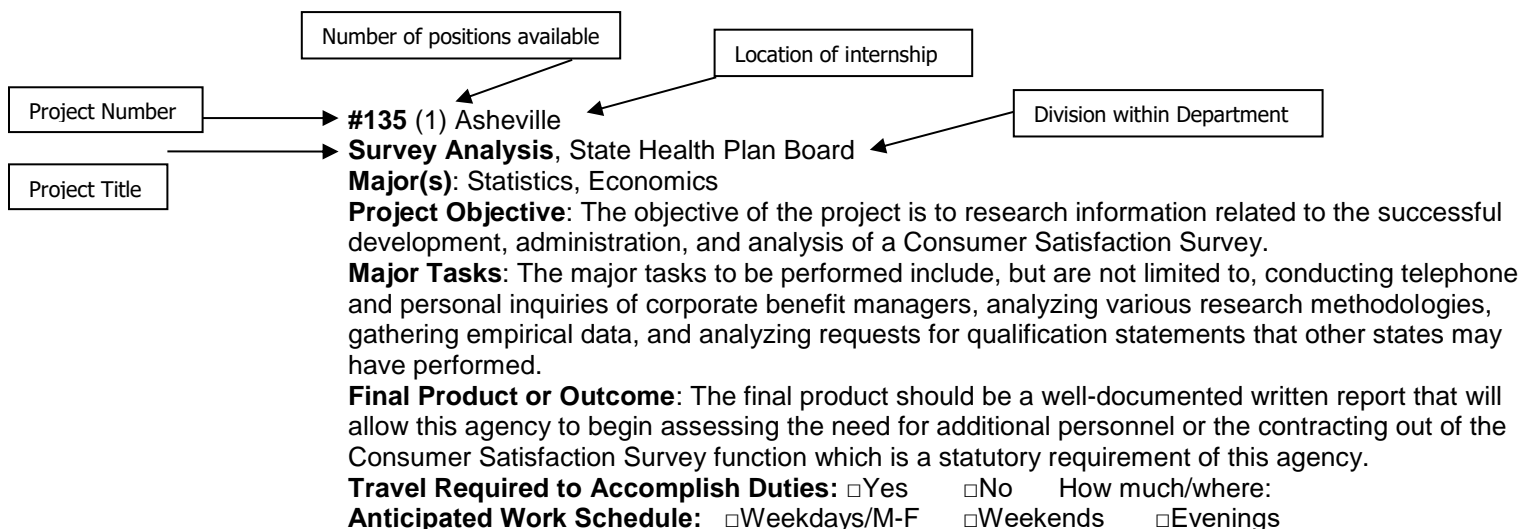 Number of positions available
Location of internship
Project Number
#135 (1) Asheville
Division within Department
Survey Analysis, State Health Plan Board
Project Title
Major(s): Statistics, Economics
Project Objective: The objective of the project is to research information related to the successful
development, administration, and analysis of a Consumer Satisfaction Survey.
Major Tasks: The major tasks to be performed include, but are not limited to, conducting telephone
and personal inquiries of corporate benefit managers, analyzing various research methodologies,
gathering empirical data, and analyzing requests for qualification statements that other states may
have performed.
Final Product or Outcome: The final product should be a well-documented written report that will
allow this agency to begin assessing the need for additional personnel or the contracting out of the
Consumer Satisfaction Survey function which is a statutory requirement of this agency.
Travel Required to Accomplish Duties: □Yes □No How much/where:
Anticipated Work Schedule: □Weekdays/M-F □Weekends □Evenings